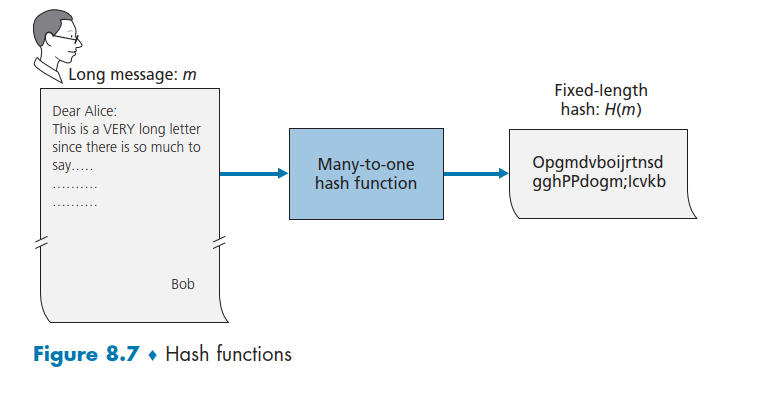 Long message: m
Dear Alice:
This is a VERY long letter
since there is so much to
say.....
..........
..........
Bob
Many-to-one
hash function
Fixed-length
hash: H(m)
Opgmdvboijrtnsd
gghPPdogm;lcvkb
Figure 8.7 ♦ Hash functions